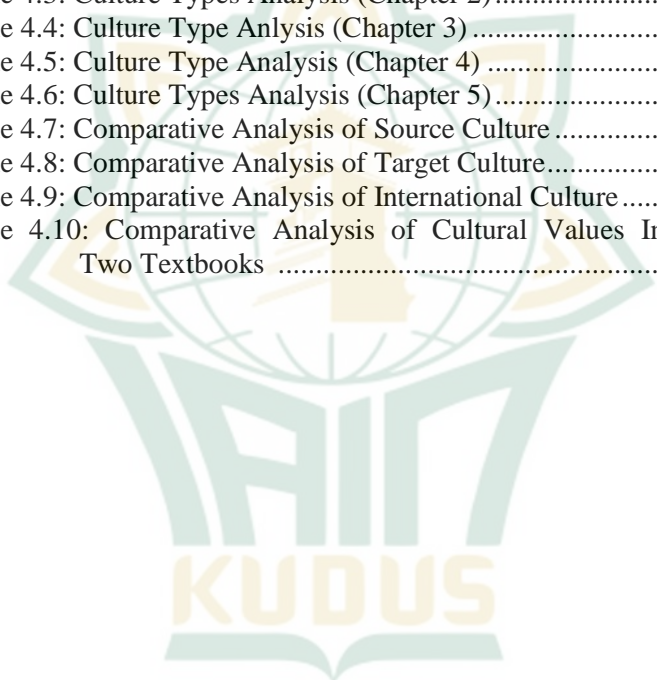 e 4.3: Culture Types Analysis (Chapter 2)...........................
e 4.4: Culture Type Anlysis (Chapter 3)..............................
e 4.5: Culture Type Analysis (Chapter 4) ............................
e 4.6: Culture Types Analysis (Chapter 5)...........................
e 4.7: Comparative Analysis of Source Culture....................
e 4.8: Comparative Analysis of Target Culture.....................
e 4.9: Comparative Analysis of International Culture.....
e 4.10: Comparative Analysis of Cultural Values In
Two Textbooks ..........................................................
IAIN
KUDUS